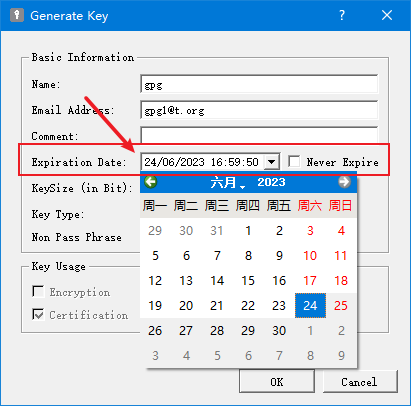 Generate Key
Basic Information
Name: gpg
Email Address: gpg1@t.org
Comment:
Expiration Date: 24/06/2023 16:59:50 Never Expire
KeySize (in Bit):
Key Type:
Non Pass Phrase
六月 2023
周一 周二 周三 周四 周五 周六 周日
29 30 31 1 2 3 4
5 6 7 8 9 10 11
12 13 14 15 16 17 18
19 20 21 22 23 24 25
26 27 28 29 30 1 2
3 4 5 6 7 8 9
Key Usage
Encryption
Certification
OK Cancel